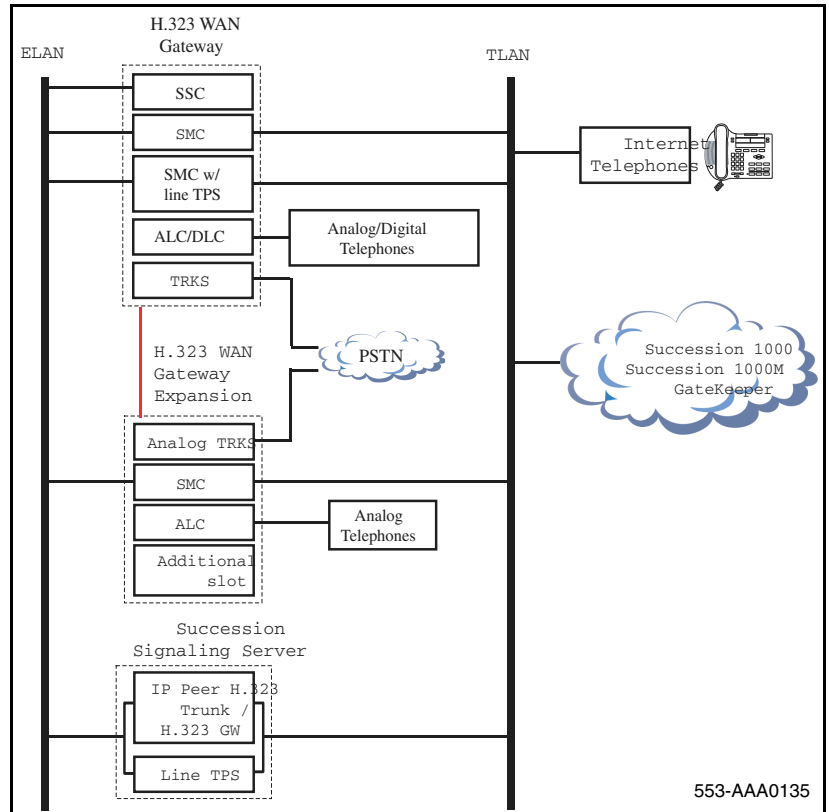 H.323 WAN
Gateway
ELAN
TLAN
SSC
SMC
SMC w/
line TPS
Internet
Telephones
ALC/DLC
Analog/Digital
Telephones
TRKS
H.323 WAN
Gateway
Expansion
PSTN
Succession 1000
Succession 1000M
GateKeeper
Analog TRKS
SMC
ALC
Analog
Telephones
Additional
slot
Succession
Signaling Server
IP Peer H.323
Trunk /
H.323 GW
Line TPS
553-AAA0135